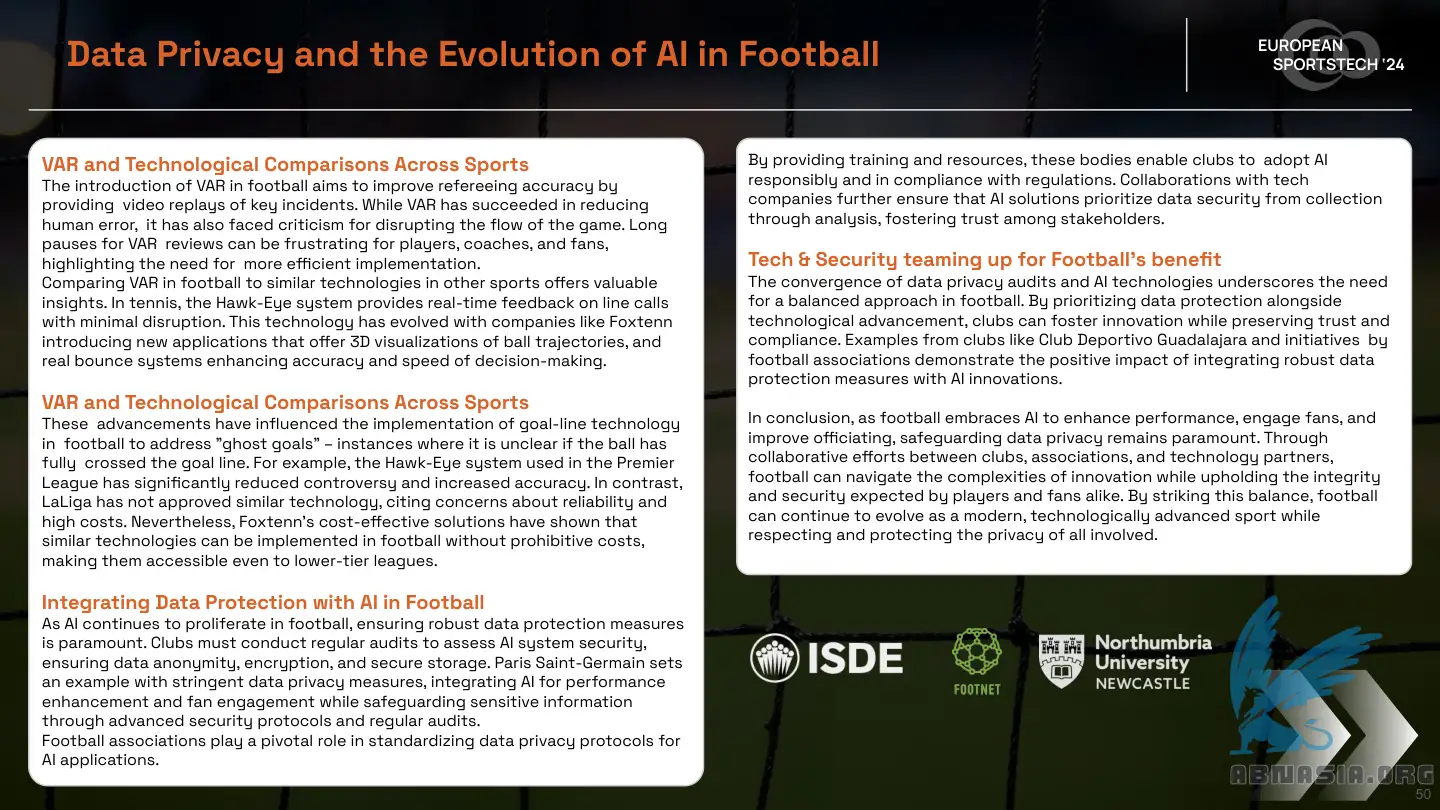 Data Privacy and the Evolution of AI in Football
EUROPEAN
SPORTSTECH '24
VAR and Technological Comparisons Across Sports
The introduction of VAR in football aims to improve refereeing accuracy by
providing video replays of key incidents. While VAR has succeeded in reducing
human error, it has also faced criticism for disrupting the flow of the game. Long
pauses for VAR reviews can be frustrating for players, coaches, and fans,
highlighting the need for more efficient implementation.
Comparing VAR in football to similar technologies in other sports offers valuable
insights. In tennis, the Hawk-Eye system provides real-time feedback on line calls
with minimal disruption. This technology has evolved with companies like Foxtenn
introducing new applications that offer 3D visualizations of ball trajectories, and
real bounce systems enhancing accuracy and speed of decision-making.
VAR and Technological Comparisons Across Sports
These advancements have influenced the implementation of goal-line technology
in football to address "ghost goals" – instances where it is unclear if the ball has
fully crossed the goal line. For example, the Hawk-Eye system used in the Premier
League has significantly reduced controversy and increased accuracy. In contrast,
LaLiga has not approved similar technology, citing concerns about reliability and
high costs. Nevertheless, Foxtenn's cost-effective solutions have shown that
similar technologies can be implemented in football without prohibitive costs,
making them accessible even to lower-tier leagues.
Integrating Data Protection with AI in Football
As AI continues to proliferate in football, ensuring robust data protection measures
is paramount. Clubs must conduct regular audits to assess AI system security,
ensuring data anonymity, encryption, and secure storage. Paris Saint-Germain sets
an example with stringent data privacy measures, integrating AI for performance
enhancement and fan engagement while safeguarding sensitive information
through advanced security protocols and regular audits.
Football associations play a pivotal role in standardizing data privacy protocols for
AI applications.
By providing training and resources, these bodies enable clubs to adopt AI
responsibly and in compliance with regulations. Collaborations with tech
companies further ensure that AI solutions prioritize data security from collection
through analysis, fostering trust among stakeholders.
Tech & Security teaming up for Football's benefit
The convergence of data privacy audits and AI technologies underscores the need
for a balanced approach in football. By prioritizing data protection alongside
technological advancement, clubs can foster innovation while preserving trust and
compliance. Examples from clubs like Club Deportivo Guadalajara and initiatives by
football associations demonstrate the positive impact of integrating robust data
protection measures with AI innovations.
In conclusion, as football embraces AI to enhance performance, engage fans, and
improve officiating, safeguarding data privacy remains paramount. Through
collaborative efforts between clubs, associations, and technology partners,
football can navigate the complexities of innovation while upholding the integrity
and security expected by players and fans alike. By striking this balance, football
can continue to evolve as a modern, technologically advanced sport while
respecting and protecting the privacy of all involved.
ISDE
FOOTNET
Northumbria
University
NEWCASTLE
ABNASIA.ORG
50